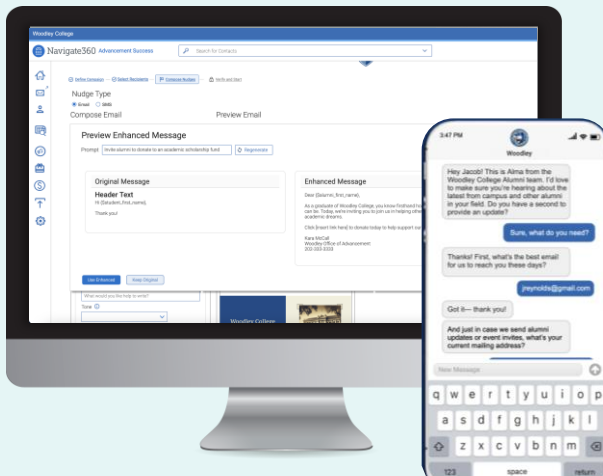 Woodley College
Navigate360 Advancement Success
Search for Contacts
Define Campaign
Select Recipients
Compose Nudges
Verify and Start
Nudge Type
Email SMS
Compose Email Preview Email
Preview Enhanced Message
Prompt Invite alumni to donate to an academic scholarship fund Regenerate
Original Message
Header Text
Hi {$student_first_name},
Thank you!
Enhanced Message
Dear {$alumni_first_name},
As a graduate of Woodley College, you know firsthand ho
can be. Today, we're inviting you to join us in helping othe
academic dreams.
Click [insert link here] to donate today to help support our
Kara McCall
Woodley Office of Advancement
202-555-5555
Use Enhanced Keep Original
What would you like help to write?
Tone
Woodley College
3:47 PM
Woodley
Hey Jacob! This is Alma from the
Woodley College Alumni team. I'd love
to make sure you're hearing about the
latest from campus and other alumni
in your field. Do you have a second to
provide an update?
Sure, what do you need?
Thanks! First, what's the best email
for us to reach you these days?
jreynolds@gmail.com
Got it— thank you!
And just in case we send alumni
updates or event invites, what's your
current mailing address?
New Message
q w e r t y u i o p
a s d f g h j k l
z x c v b n m
123 space return